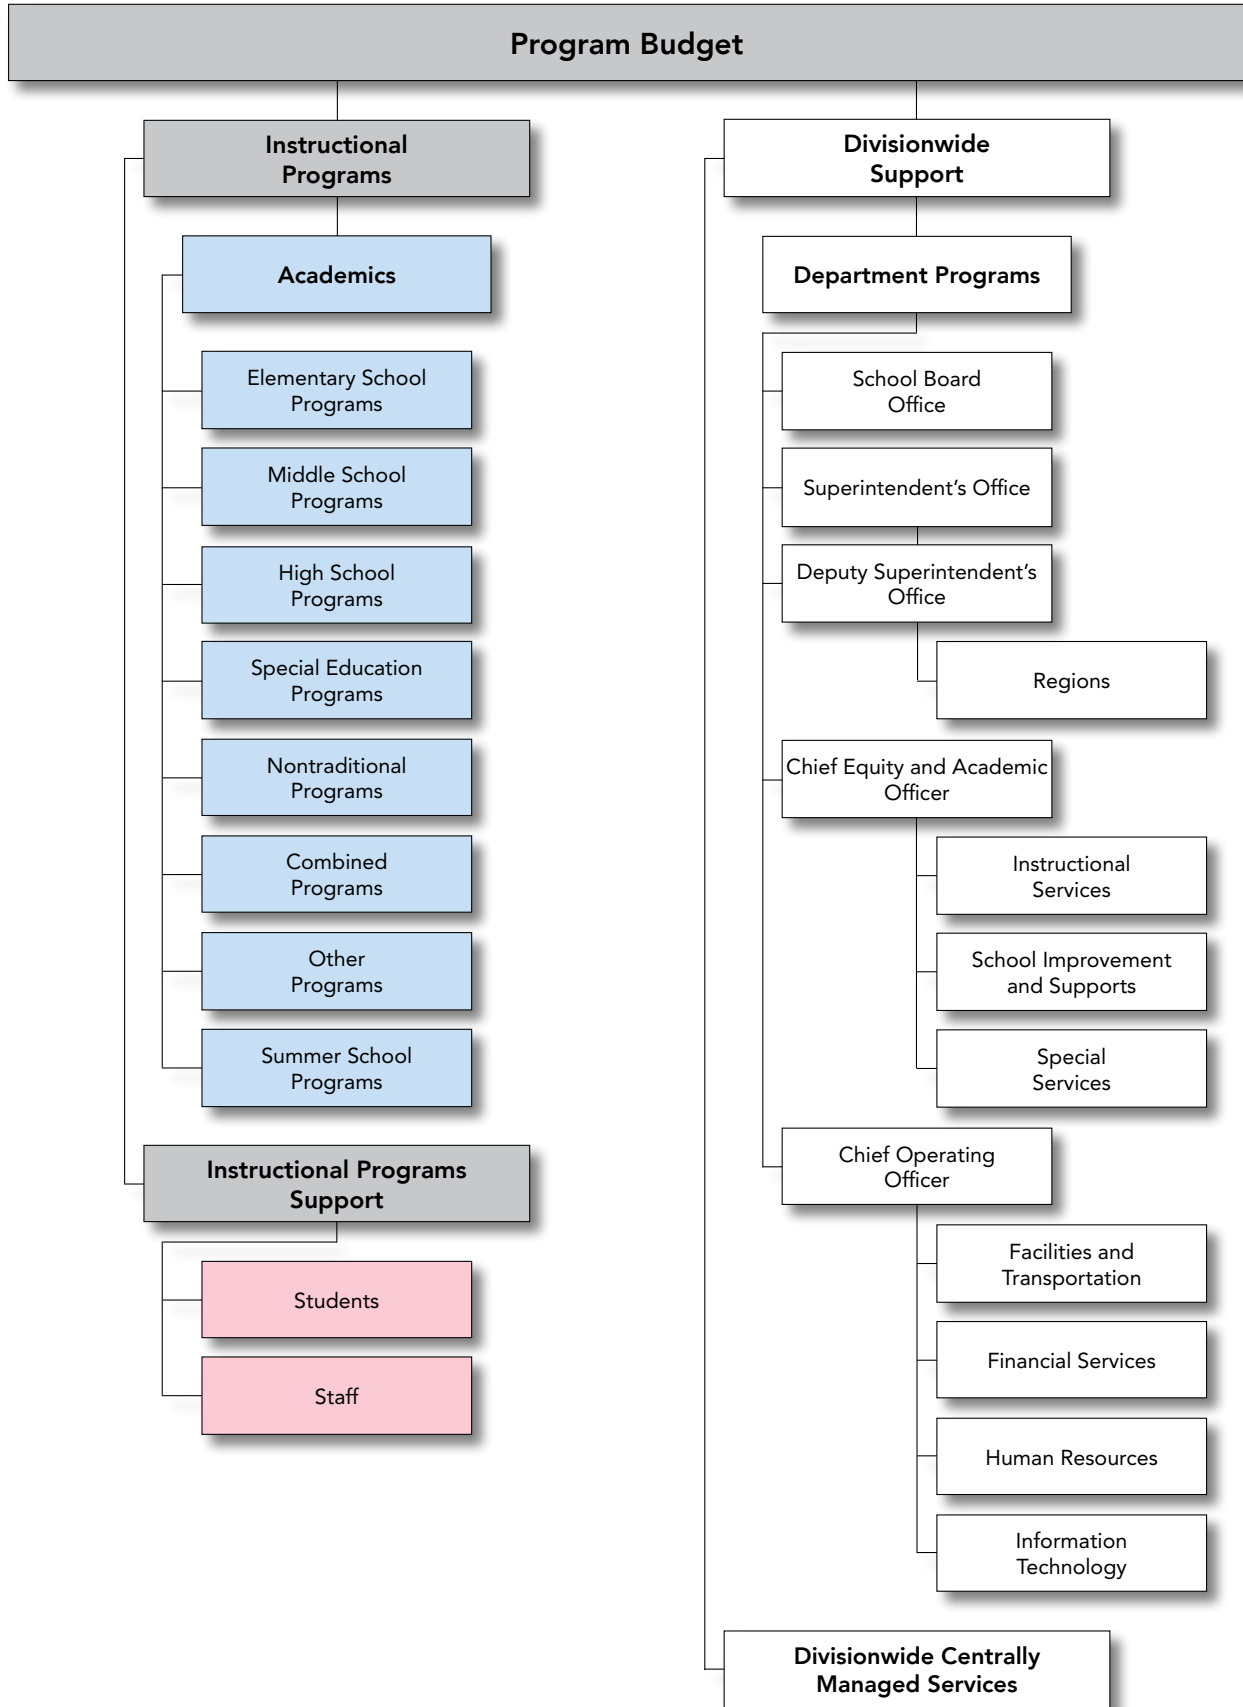 Program Budget
Instructional
Programs
Academics
Elementary School
Programs
Middle School
Programs
High School
Programs
Special Education
Programs
Nontraditional
Programs
Combined
Programs
Other
Programs
Summer School
Programs
Instructional Programs
Support
Students
Staff
Divisionwide
Support
Department Programs
School Board
Office
Superintendent’s Office
Deputy Superintendent’s
Office
Regions
Chief Equity and Academic
Officer
Instructional
Services
School Improvement
and Supports
Special
Services
Chief Operating
Officer
Facilities and
Transportation
Financial Services
Human Resources
Information
Technology
Divisionwide Centrally
Managed Services